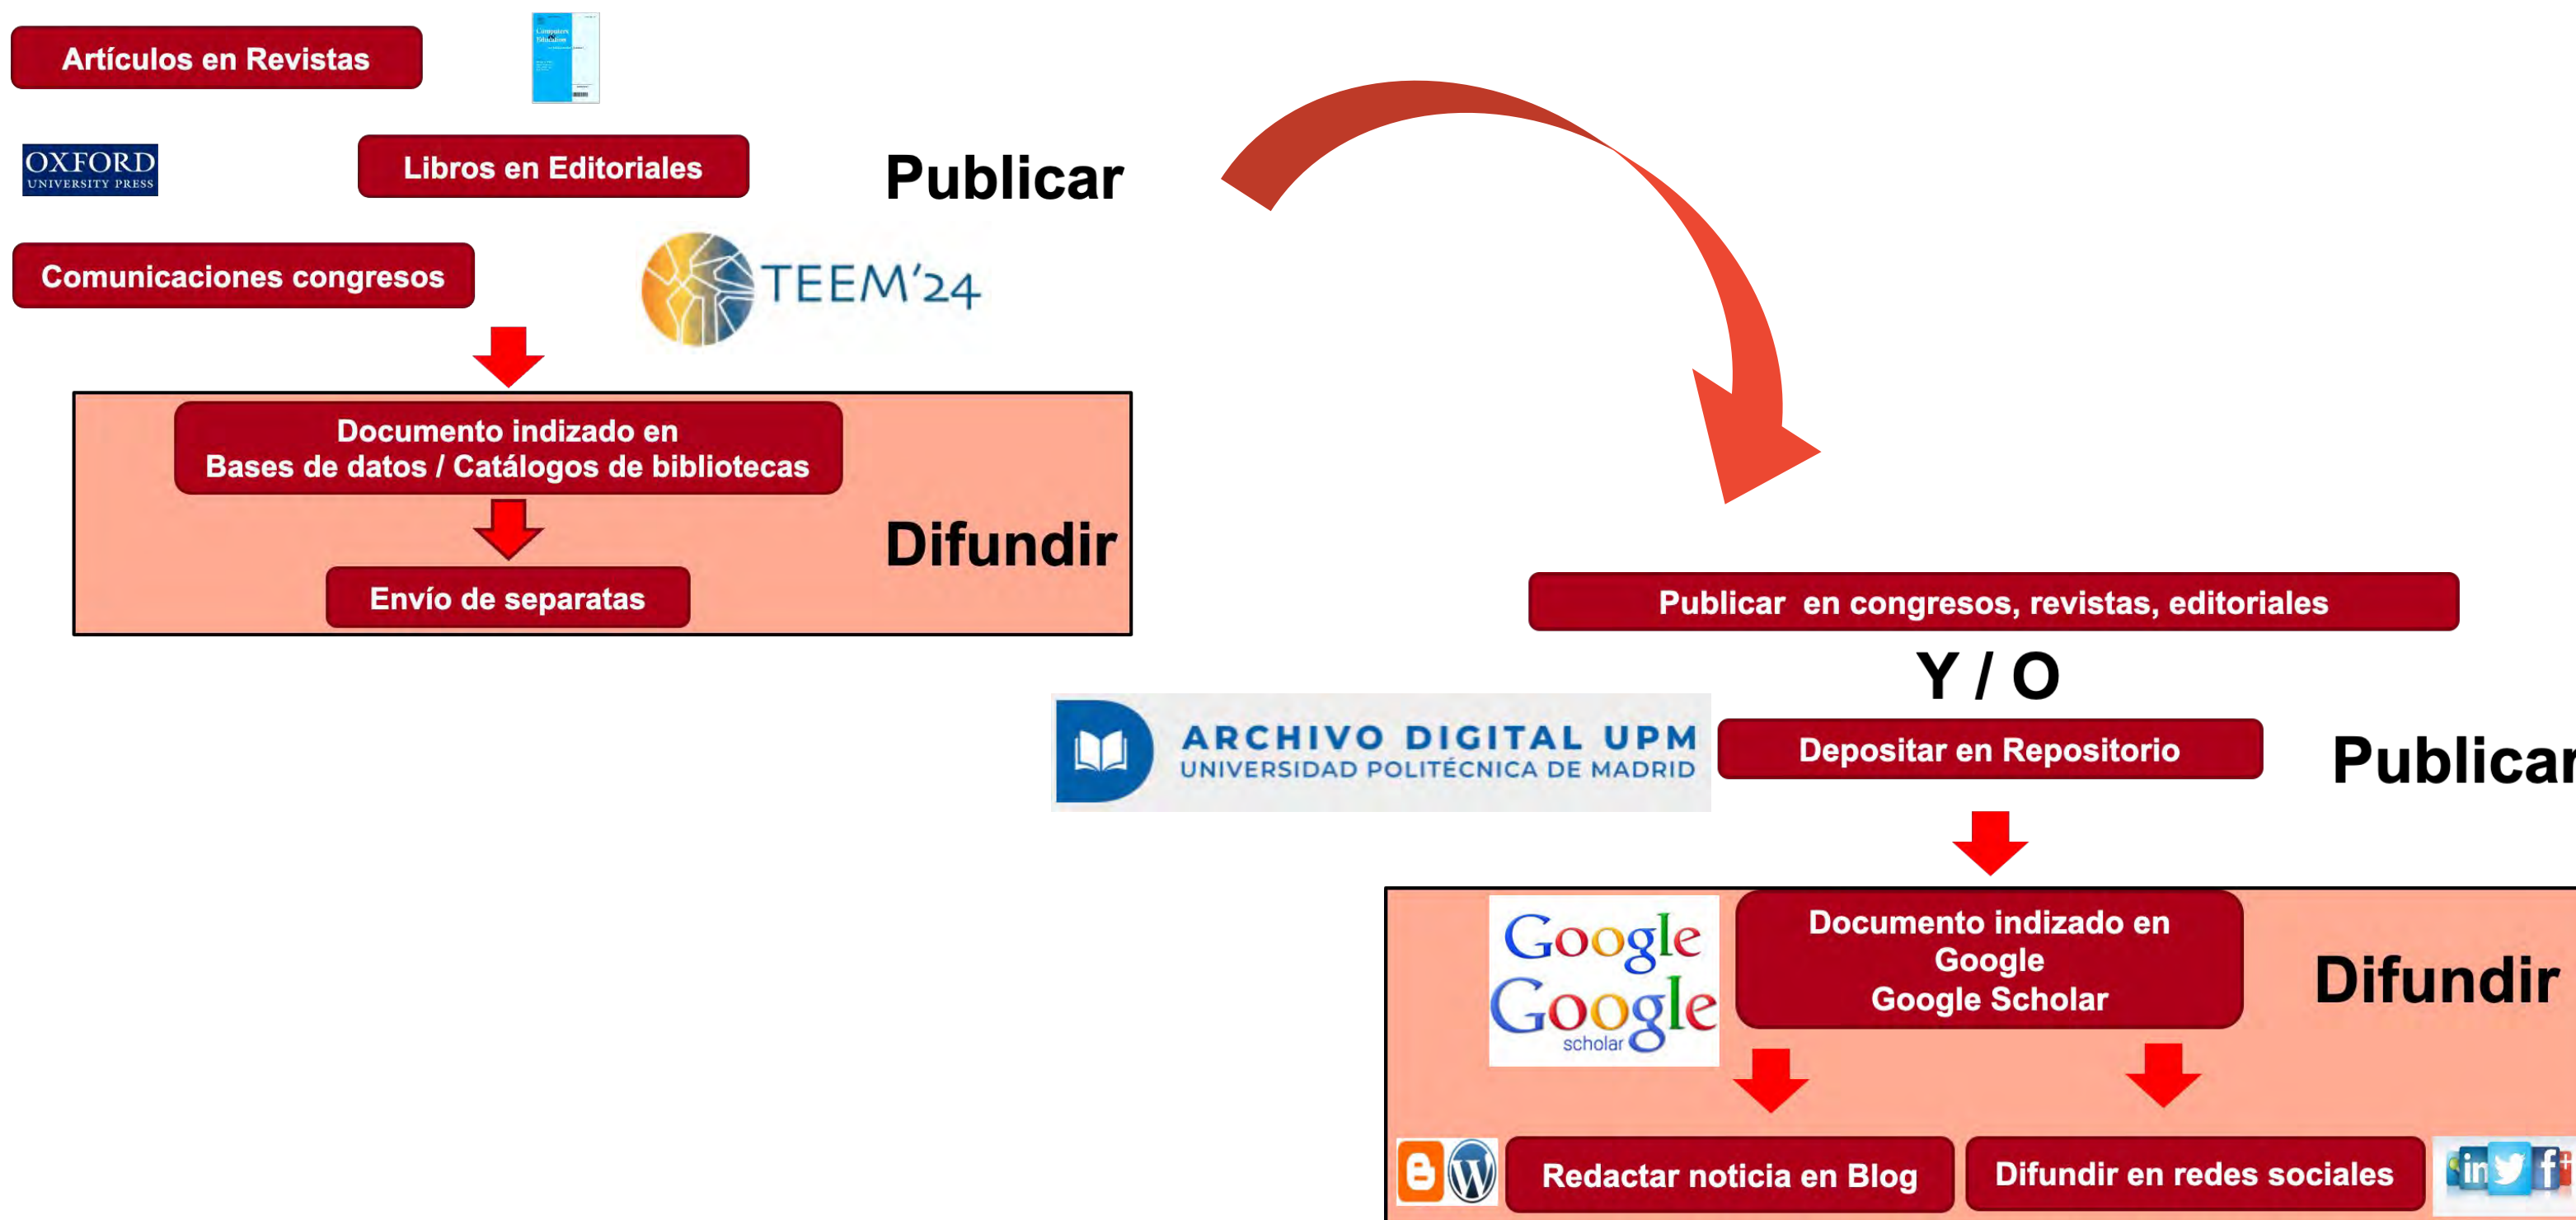 Artículos en Revistas
Computers
Education
OXFORD
UNIVERSITY PRESS
Libros en Editoriales
Publicar
Comunicaciones congresos
TEEM'24
Documento indizado en
Bases de datos / Catálogos de bibliotecas
Difundir
Envío de separatas
Publicar en congresos, revistas, editoriales
Y / O
ARCHIVO DIGITAL UPM
UNIVERSIDAD POLITÉCNICA DE MADRID
Depositar en Repositorio
Publicar
Google
Google
scholar
Documento indizado en
Google
Google Scholar
Difundir
Redactar noticia en Blog
Difundir en redes sociales
in
f